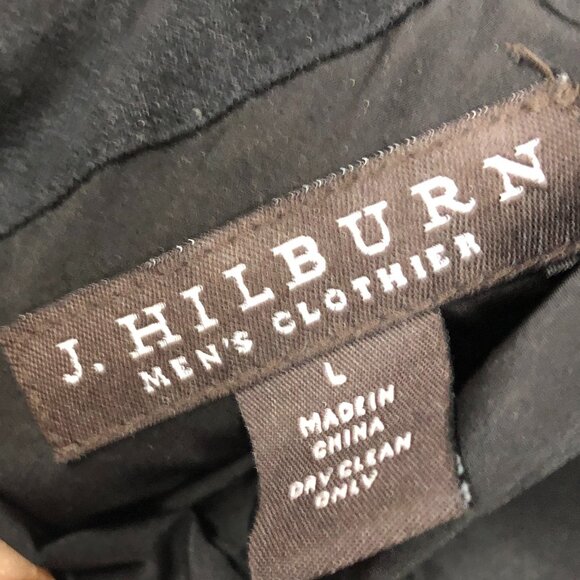 J. HILBURN
MEN'S CLOTHIER
L
MADE IN
CHINA
DRY CLEAN
ONLY